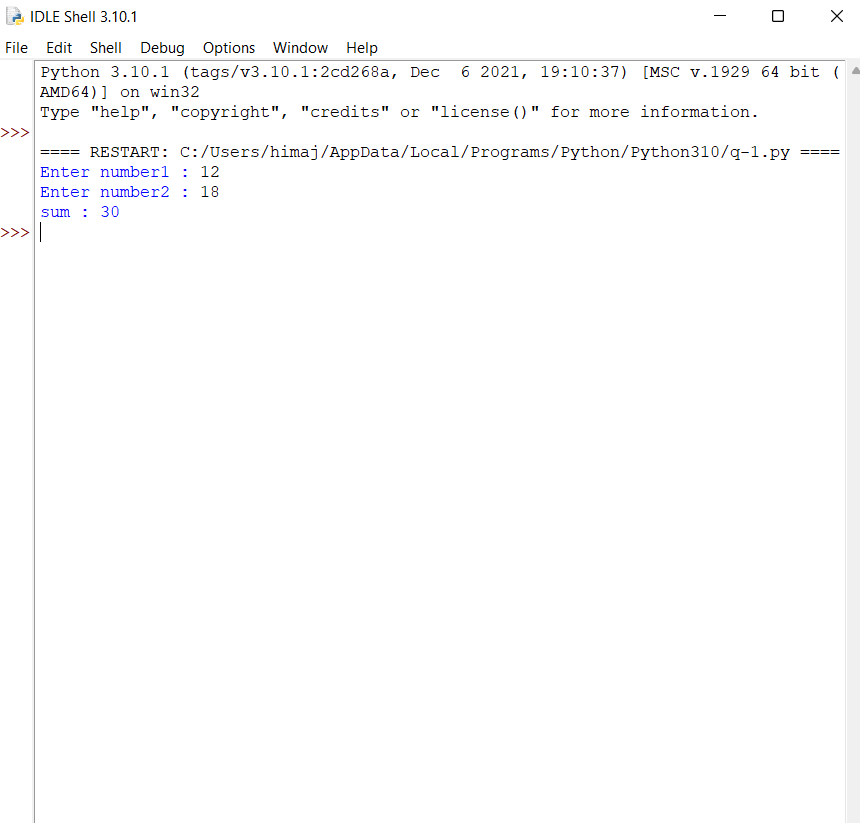 IDLE Shell 3.10.1
File Edit Shell Debug Options Window Help
Python 3.10.1 (tags/v3.10.1:2cd268a, Dec  6 2021, 19:10:37) [MSC v.1929 64 bit (
AMD64)] on win32
Type "help", "copyright", "credits" or "license()" for more information.
>>>
==== RESTART: C:/Users/himaj/AppData/Local/Programs/Python/Python310/q-1.py ====
Enter number1 : 12
Enter number2 : 18
sum : 30
>>>